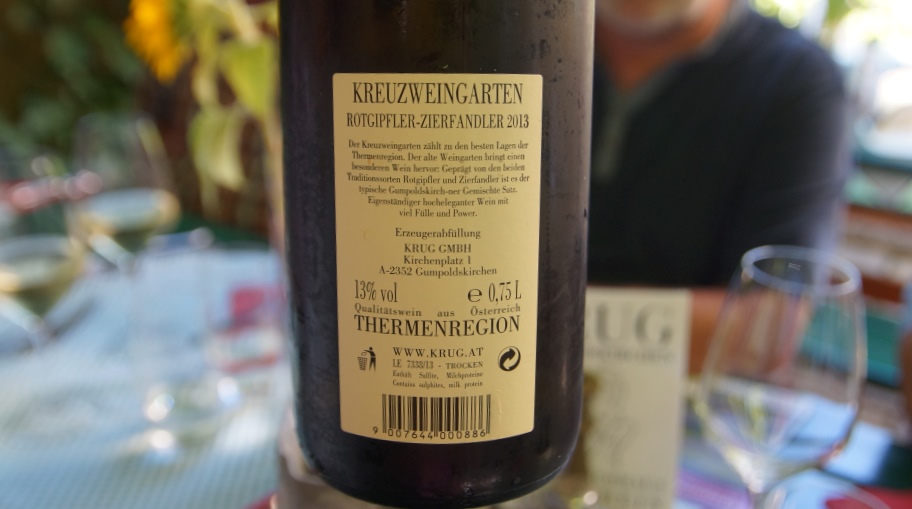 KREUZWEINGARTEN
ROTGIPFLER-ZIERFANDLER 2013
Der Kreuzweingarten zählt zu den besten Lagen der
Thermenregion. Der alte Weingarten bringt einen
besonderen Wein hervor: Geprägt von den beiden
Traditionssorten Rotgipfler und Zierfandler ist es der
typische Gumpoldskirch-ner Gemischte Satz.
Eigenständiger hocheleganter Wein mit
viel Fülle und Power.
Erzeugerabfüllung
KRUG GMBH
Kirchenplatz 1
A-2352 Gumpoldskirchen
13% vol ℮ 0,75 L
Qualitätswein aus Österreich
THERMENREGION
WWW.KRUG.AT
LE 7338/13 - TROCKEN
Enthält Sulfite, Milchproteine
Contains sulphites, milk protein
9 007644 000886
UG